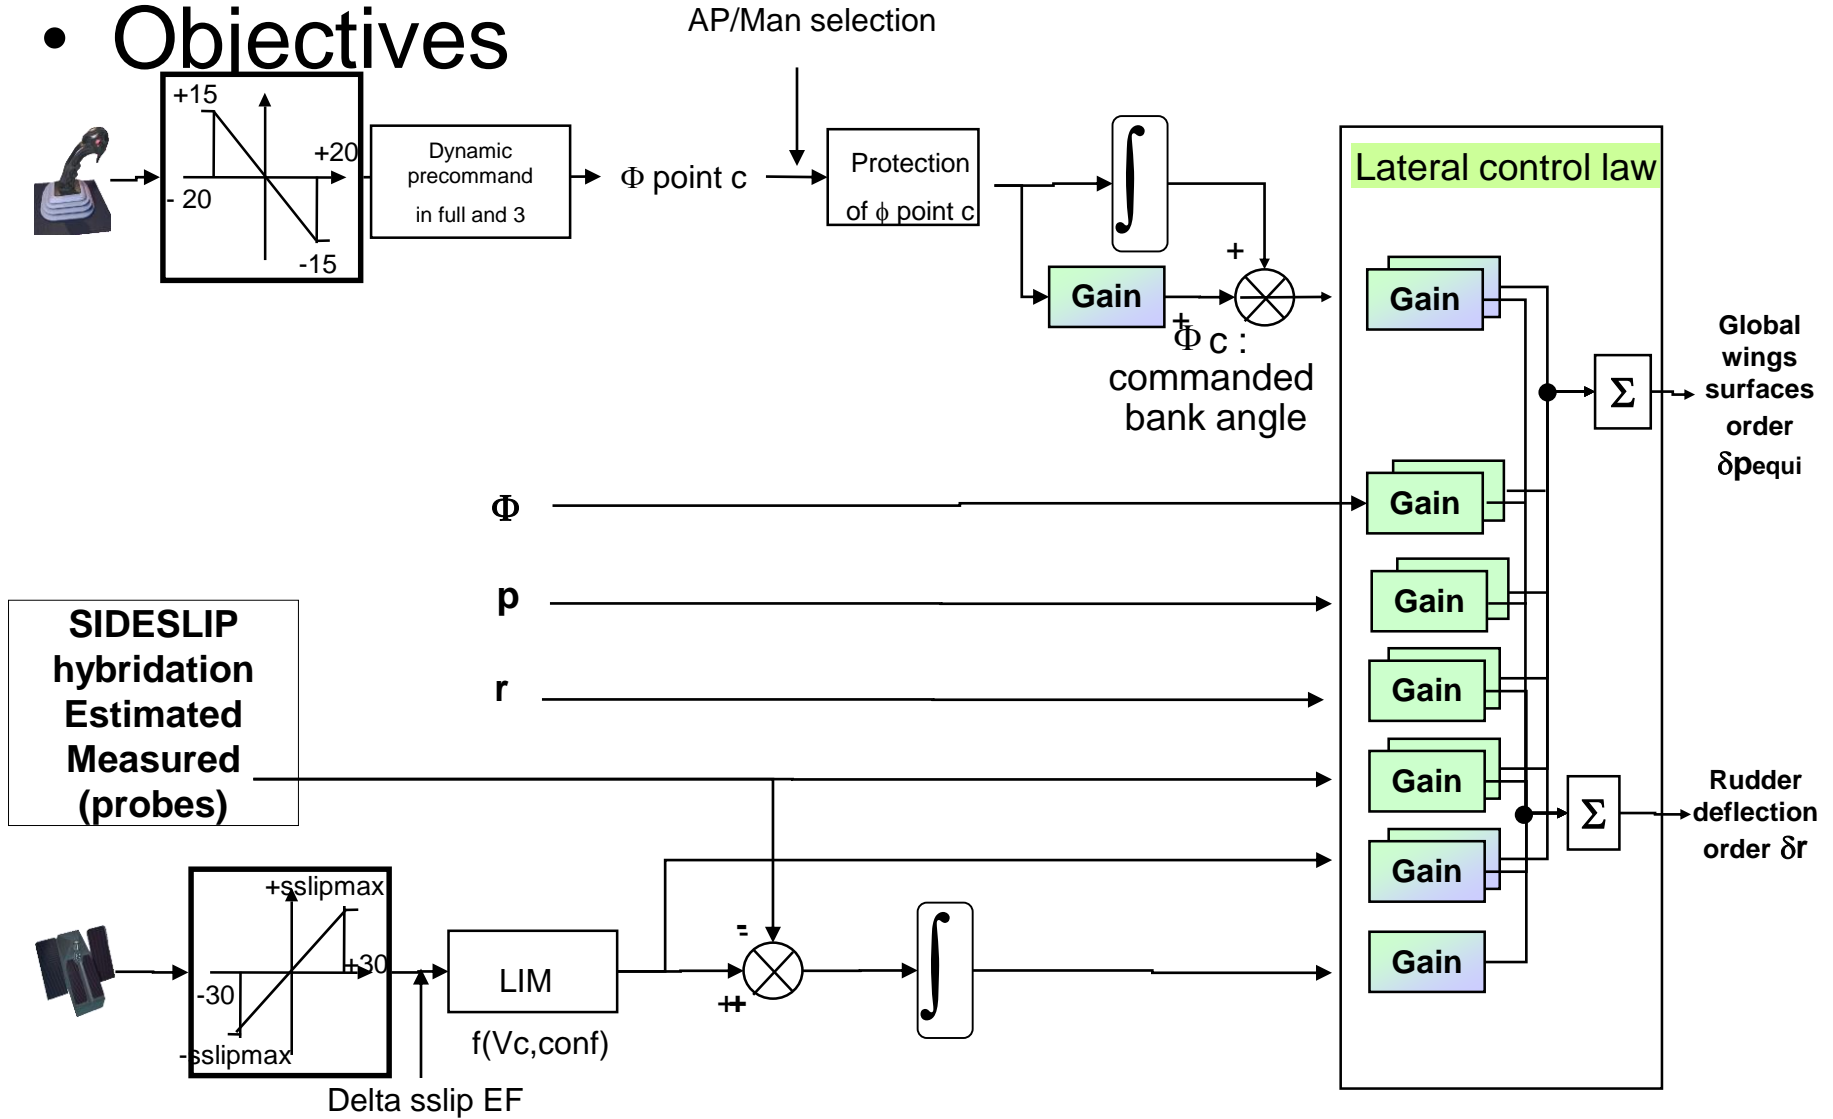 • Objectives
AP/Man selection
+15
+20
- 20
-15
Dynamic
precommand
in full and 3
Φ point c
Protection
of ϕ point c
∫
Gain
+
+
Φ c :
commanded
bank angle
Lateral control law
Gain
Σ
Global
wings
surfaces
order
δpequi
Φ
Gain
p
Gain
r
Gain
SIDESLIP
hybridation
Estimated
Measured
(probes)
Gain
Σ
Rudder
deflection
order δr
Gain
+sslipmax
+30
-30
-sslipmax
LIM
f(Vc,conf)
Delta sslip EF
-
++
∫
Gain